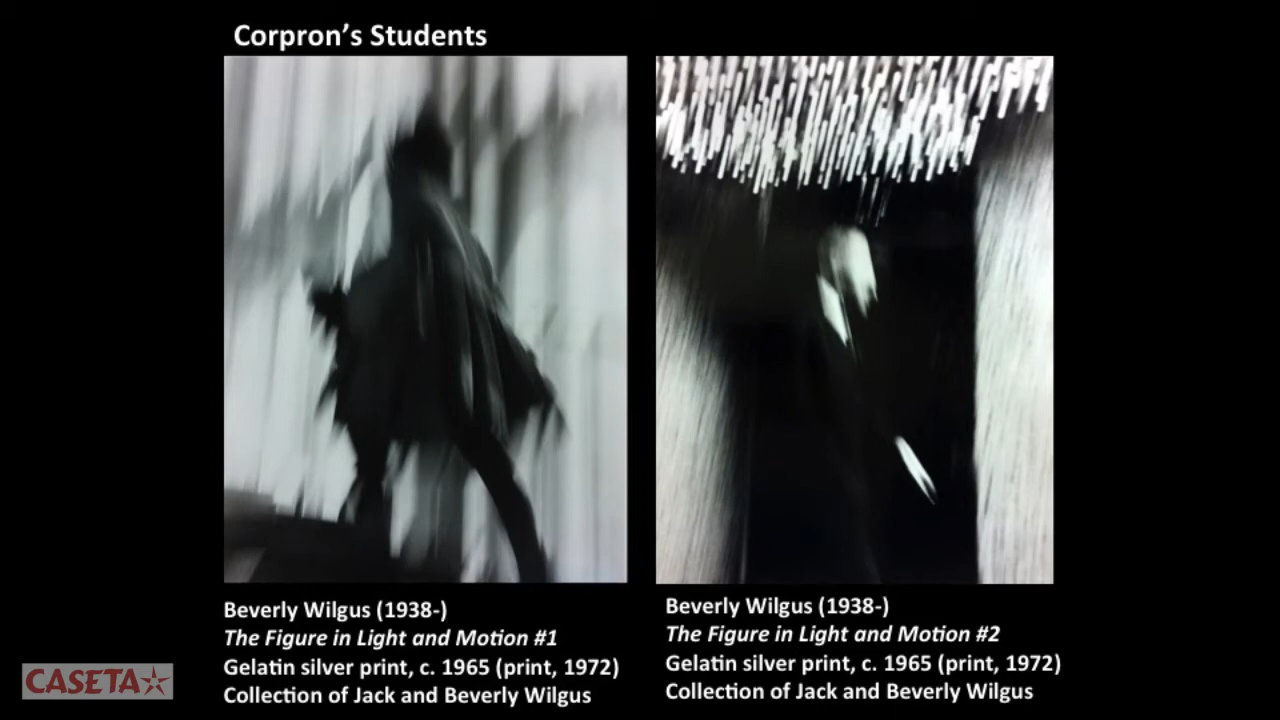 Corpron's Students
Beverly Wilgus (1938-)
The Figure in Light and Motion #1
Gelatin silver print, c. 1965 (print, 1972)
Collection of Jack and Beverly Wilgus
Beverly Wilgus (1938-)
The Figure in Light and Motion #2
Gelatin silver print, c. 1965 (print, 1972)
Collection of Jack and Beverly Wilgus
CASETA